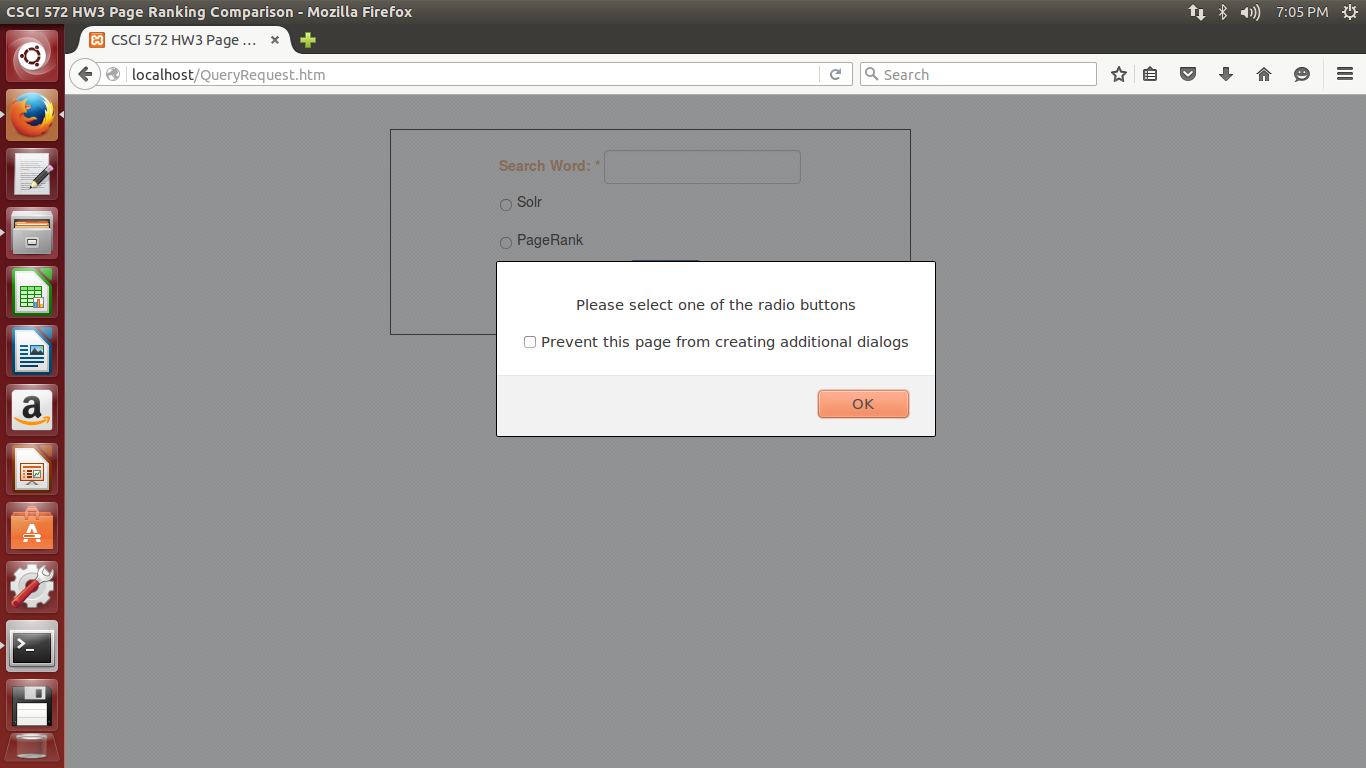 CSCI 572 HW3 Page Ranking Comparison - Mozilla Firefox
7:05 PM
CSCI 572 HW3 Page ...
localhost/QueryRequest.htm
Search
Search Word: *
Solr
PageRank
Please select one of the radio buttons
Prevent this page from creating additional dialogs
OK